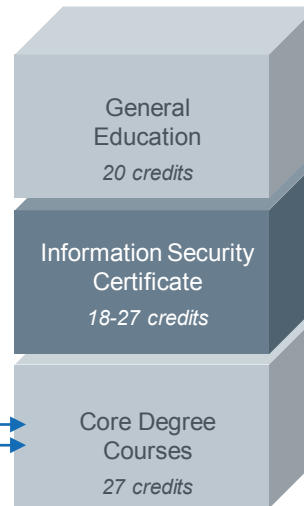 General
Education
20 credits
Information Security
Certificate
18-27 credits
Core Degree
Courses
27 credits